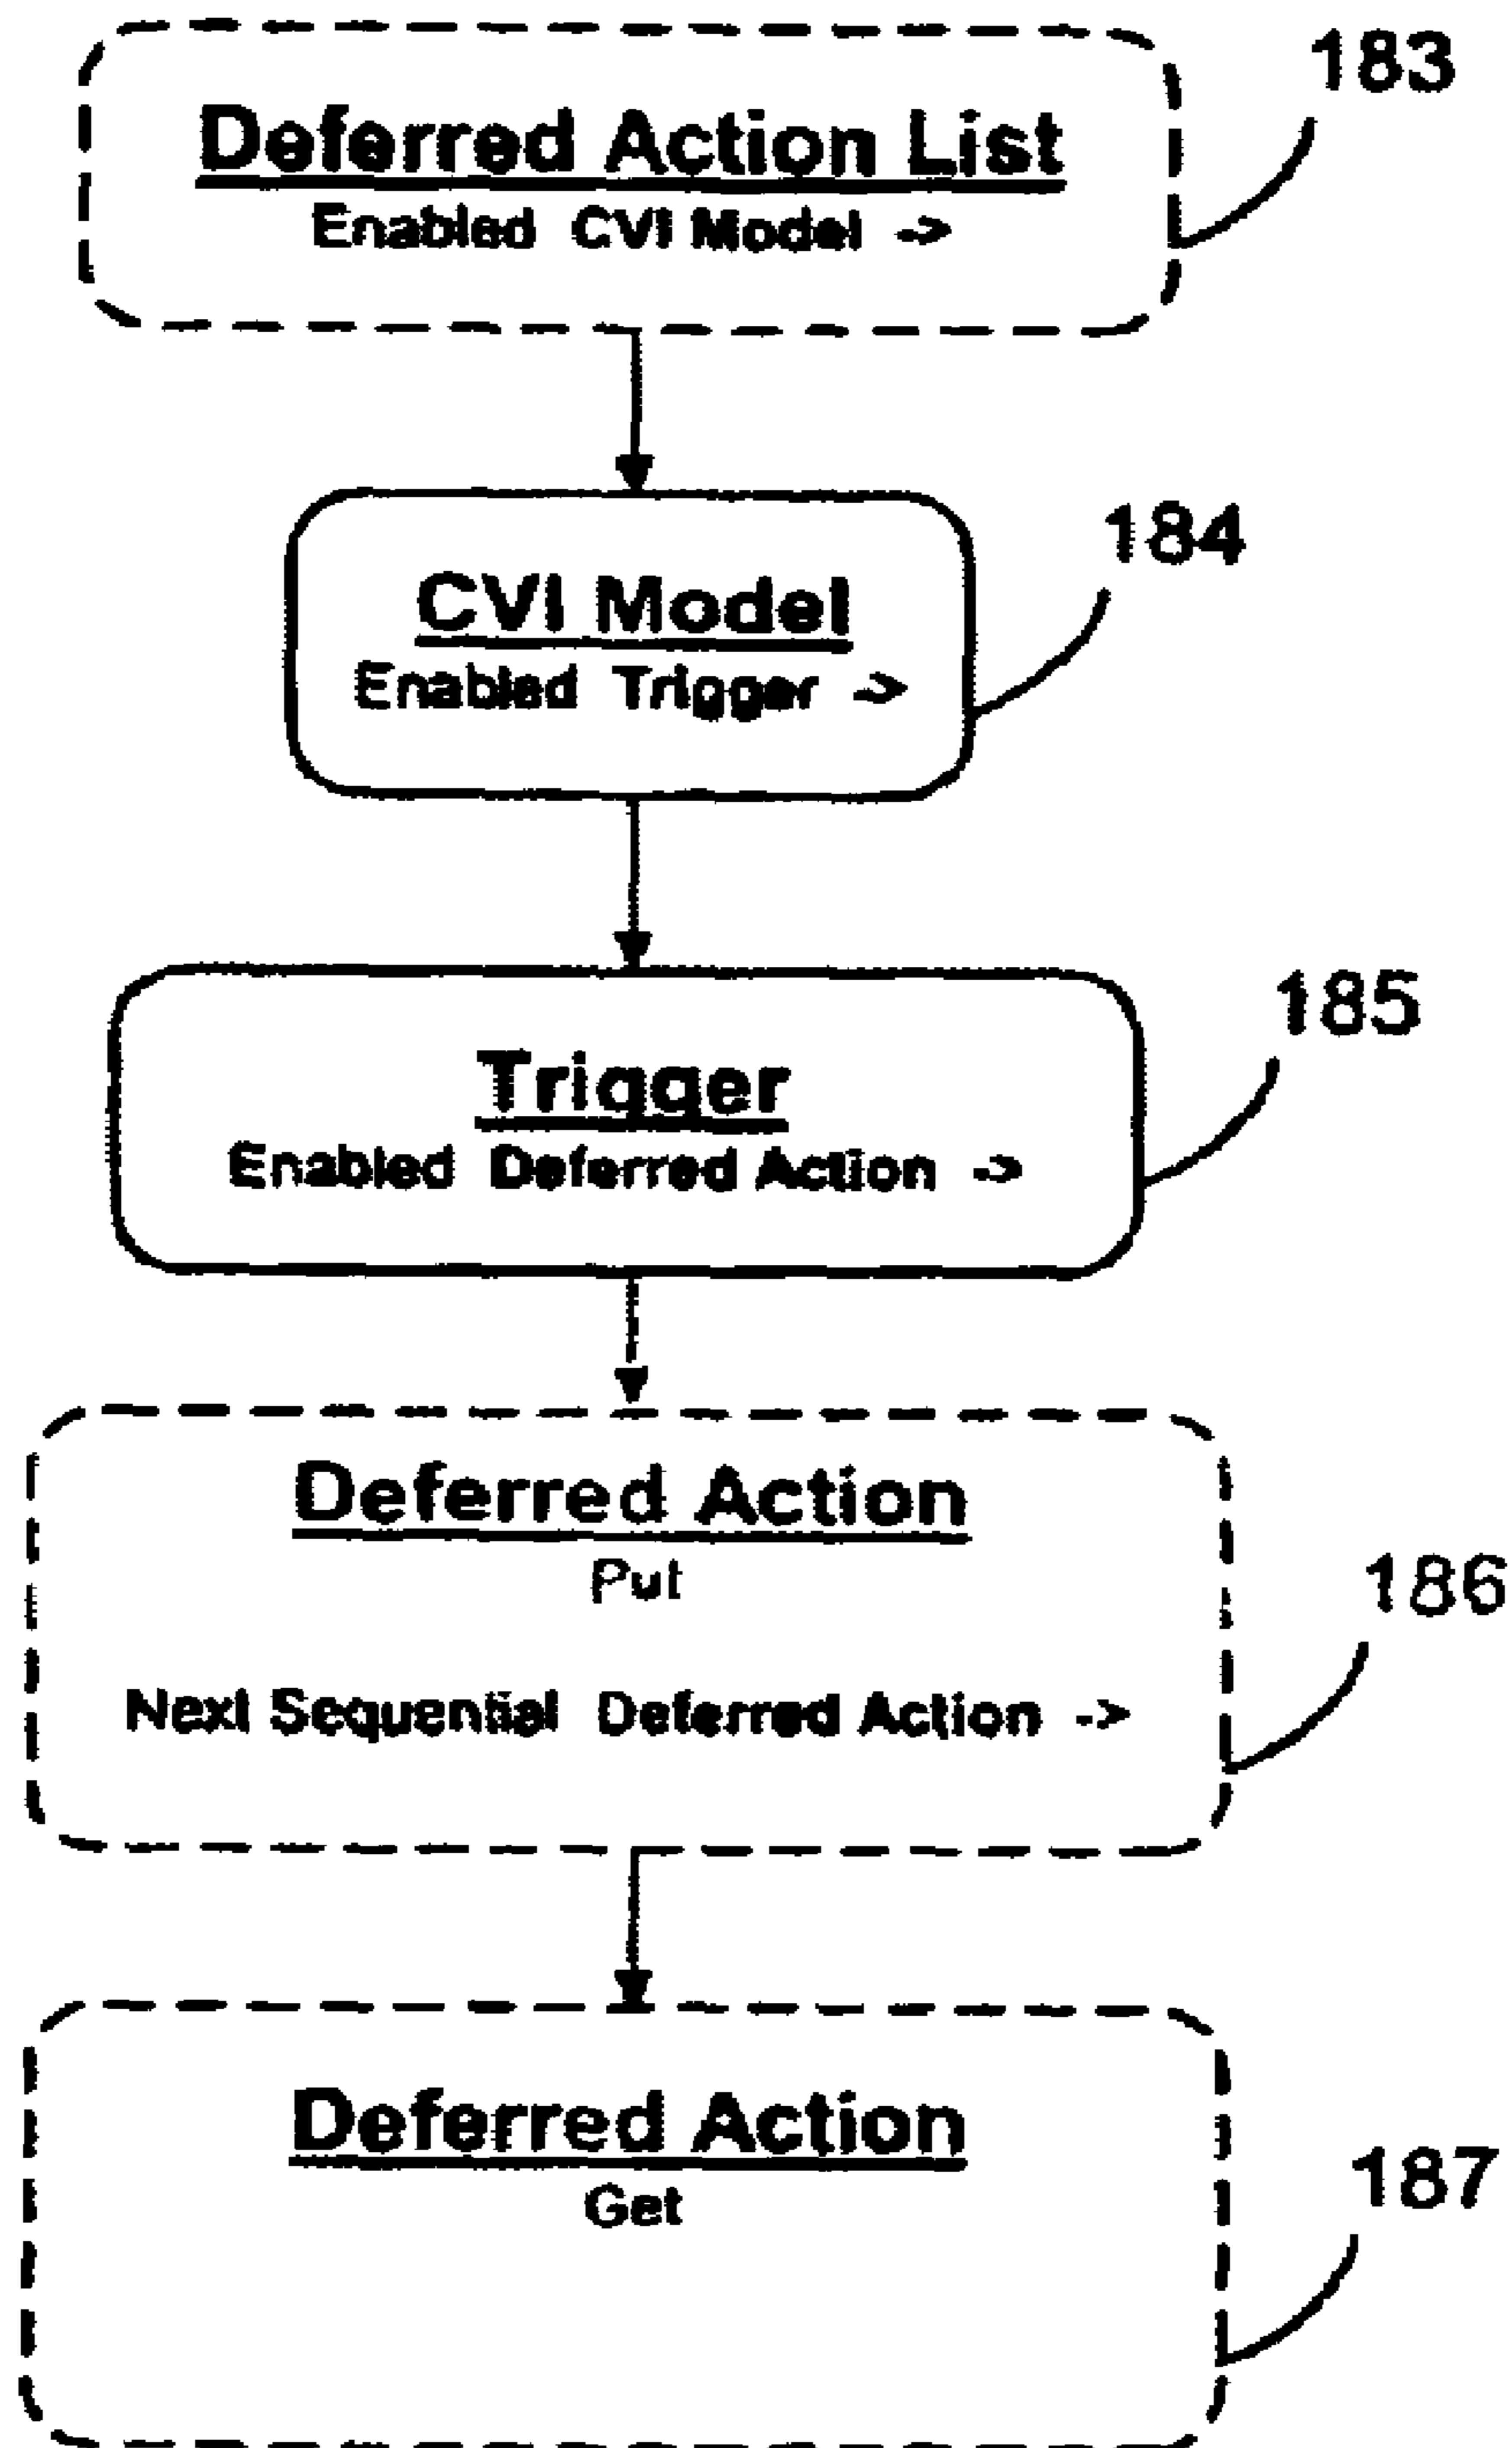 183
Deferred Action List
Enabled CVI Model ->
184
CVI Model
Enabled Trigger ->
185
Trigger
Enabled Deferred Action ->
Deferred Action
Put
186
Next Sequential Deferred Action ->
Deferred Action
187
Get